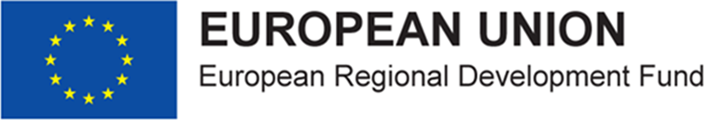 EUROPEAN UNION
European Regional Development Fund